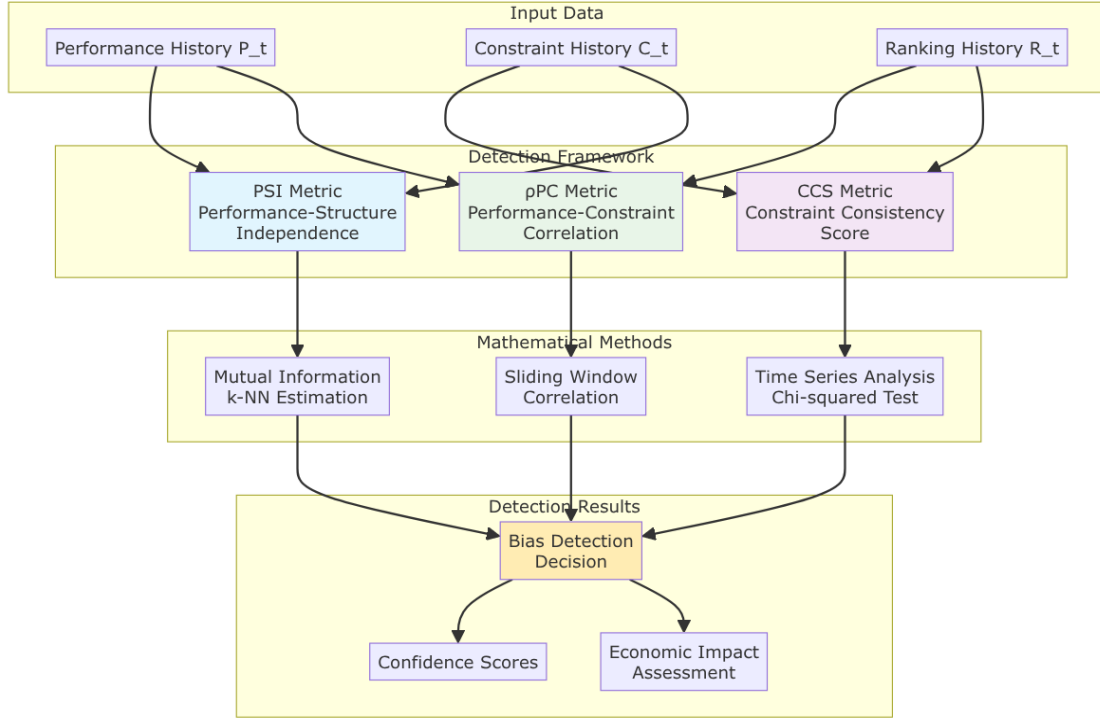 Input Data
Performance History P_t
Constraint History C_t
Ranking History R_t
Detection Framework
PSI Metric
Performance-Structure
Independence
ρPC Metric
Performance-Constraint
Correlation
CCS Metric
Constraint Consistency
Score
Mathematical Methods
Mutual Information
k-NN Estimation
Sliding Window
Correlation
Time Series Analysis
Chi-squared Test
Detection Results
Bias Detection
Decision
Confidence Scores
Economic Impact
Assessment